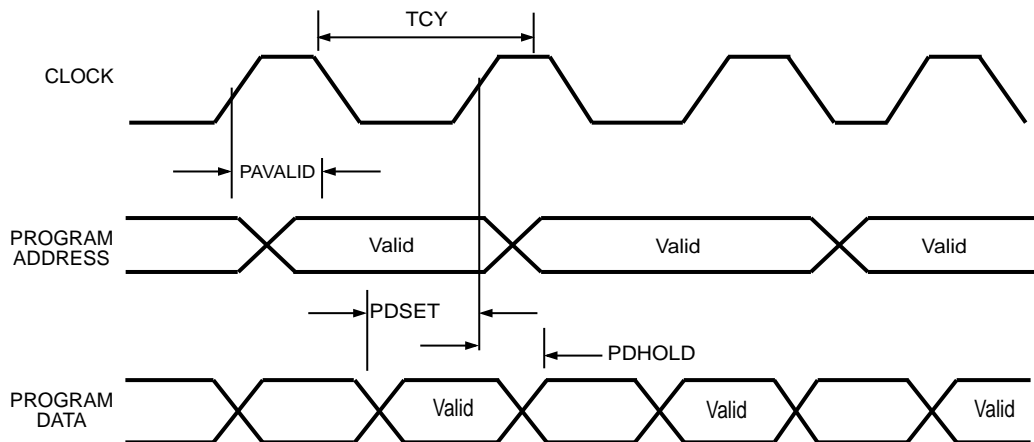 TCY
CLOCK
PAVALID
PROGRAM
ADDRESS
Valid
Valid
Valid
PDSET
PDHOLD
PROGRAM
DATA
Valid
Valid
Valid